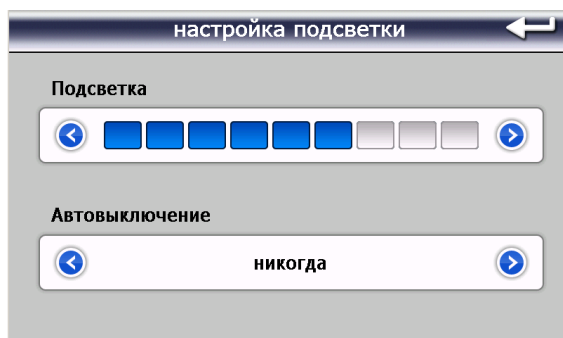 настройка подсветки
Подсветка
Автовыключение
никогда